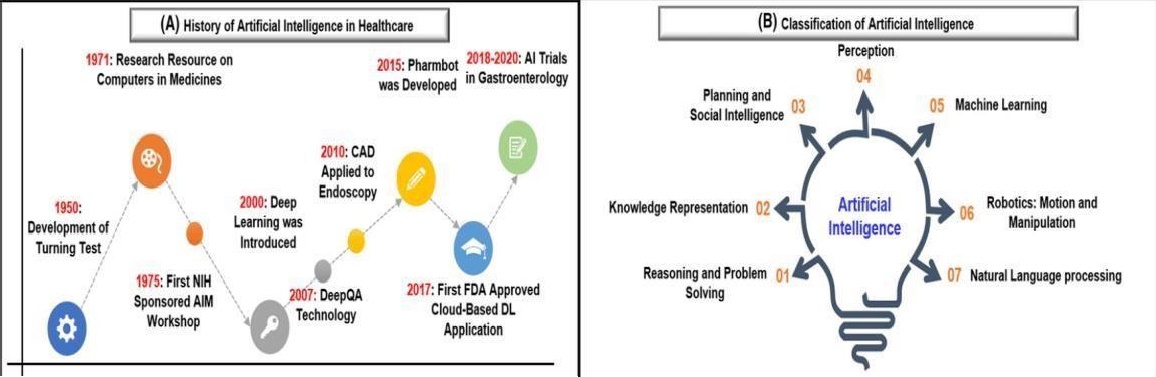 (A) History of Artificial Intelligence in Healthcare
1971: Research Resource on
Computers in Medicines
2015: Pharmbot
was Developed
2018-2020: AI Trials
in Gastroenterology
2010: CAD
Applied to
Endoscopy
1950:
Development of
Turning Test
2000: Deep
Learning was
Introduced
1975: First NIH
Sponsored AIM
Workshop
2007: DeepQA
Technology
2017: First FDA Approved
Cloud-Based DL
Application
(B) Classification of Artificial Intelligence
Perception
04
Planning and
Social Intelligence
03
05 Machine Learning
Knowledge Representation 02
Artificial
Intelligence
06
Robotics: Motion and
Manipulation
Reasoning and Problem
Solving
01
07 Natural Language processing